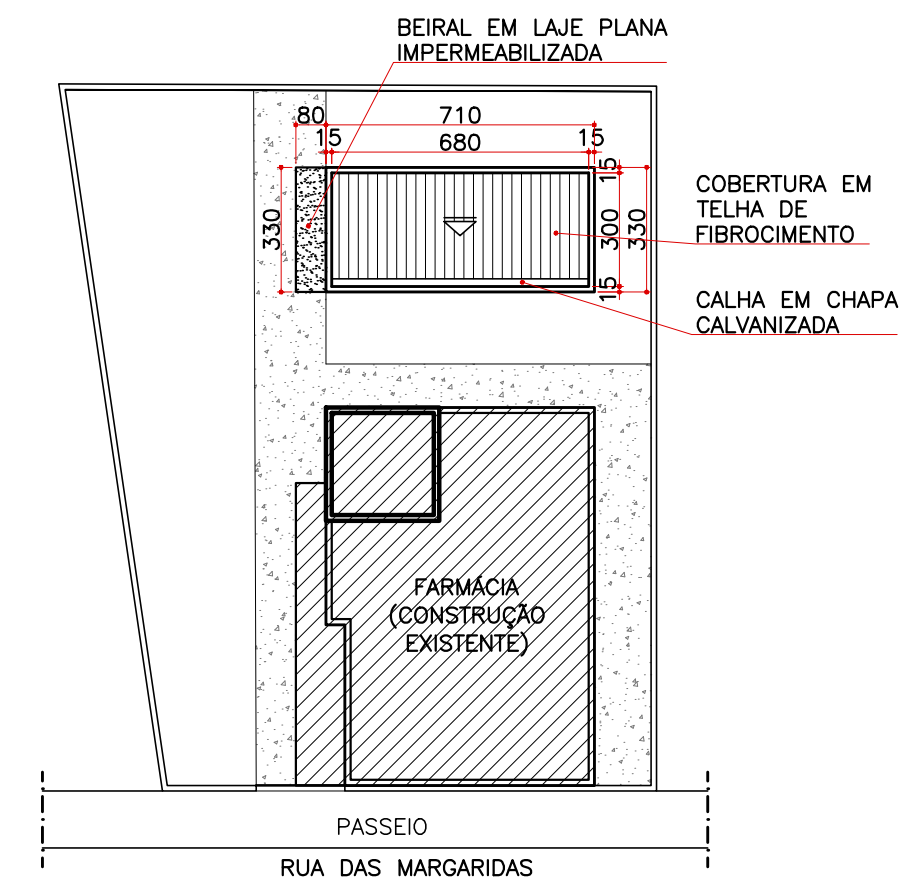 BEIRAL EM LAJE PLANA
IMPERMEABILIZADA
80
710
15
680
15
15
330
300
330
15
COBERTURA EM
TELHA DE
FIBROCIMENTO
CALHA EM CHAPA
CALVANIZADA
FARMÁCIA
(CONSTRUÇÃO
EXISTENTE)
PASSEIO
RUA DAS MARGARIDAS